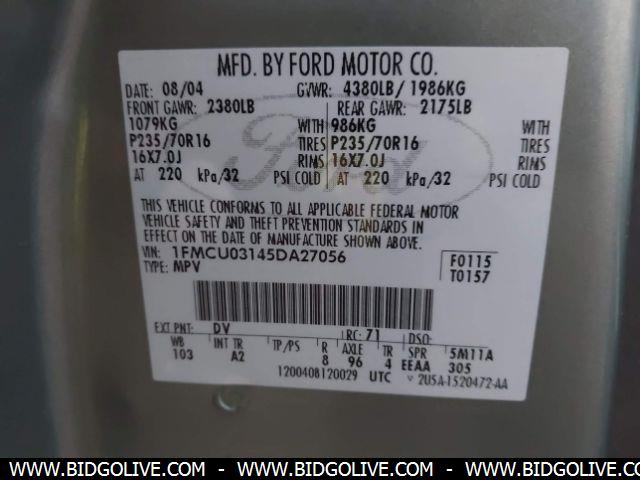 MFD. BY FORD MOTOR CO.
DATE: 08/04 GVWR: 4380LB/ 1986KG
FRONT GAWR: 2380LB REAR GAWR: 2175LB
1079KG WITH 986KG WITH
P235/70R16 TIRES P235/70R16 TIRES
16X7.0J RIMS 16X7.0J RIMS
AT 220 kPa/32 PSI COLD AT 220 kPa/32 PSI COLD
Ford
THIS VEHICLE CONFORMS TO ALL APPLICABLE FEDERAL MOTOR
VEHICLE SAFETY AND THEFT PREVENTION STANDARDS IN
EFFECT ON THE DATE OF MANUFACTURE SHOWN ABOVE.
VIN: 1FMCU03145DA27056 F0115
TYPE: MPV T0157
EXT PNT: DV RC: 71 DSO:
WB INT TR TP/PS R AXLE TR SPR 5M11A
103 A2 8 96 4 EEAA 305
1200408120029 UTC V 2U5A-1520472-AA
WWW.BIDGOLIVE.COM - WWW.BIDGOLIVE.COM - WWW.BIDGOLIVE.COM